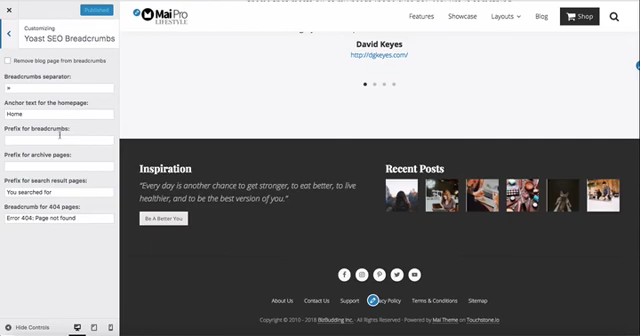 Published
Customizing
Yoast SEO Breadcrumbs
Remove blog page from breadcrumbs
Breadcrumbs separator:
»
Anchor text for the homepage:
Home
Prefix for breadcrumbs:
Prefix for archive pages:
Prefix for search result pages:
You searched for
Breadcrumb for 404 pages:
Error 404: Page not found
Hide Controls
Mai Pro
LIFESTYLE
Features
Showcase
Layouts
Blog
Shop
David Keyes
http://dgkeyes.com/
Inspiration
"Every day is another chance to get stronger, to eat better, to live
healthier, and to be the best version of you."
Be A Better You
Recent Posts
About Us
Contact Us
Support
Policy
Terms & Conditions
Sitemap
Copyright © 2010 - 2018 BizBudding Inc. · All Rights Reserved · Powered by Mai Theme on Touchstone.io